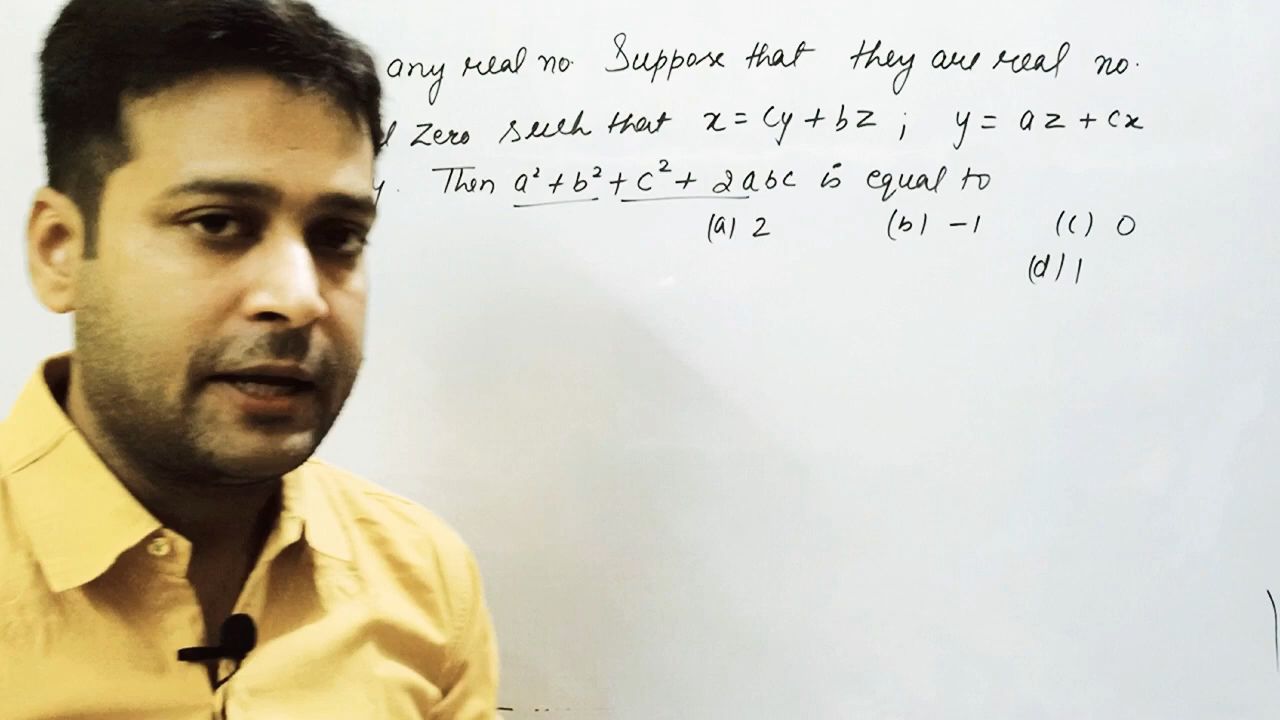 any real no. Suppose that they are real no.
Zero such that x = cy + bz ; y = az + cx
y. Then a² + b² + c² + 2abc is equal to
(a) 2 (b) -1 (c) 0
(d) 1